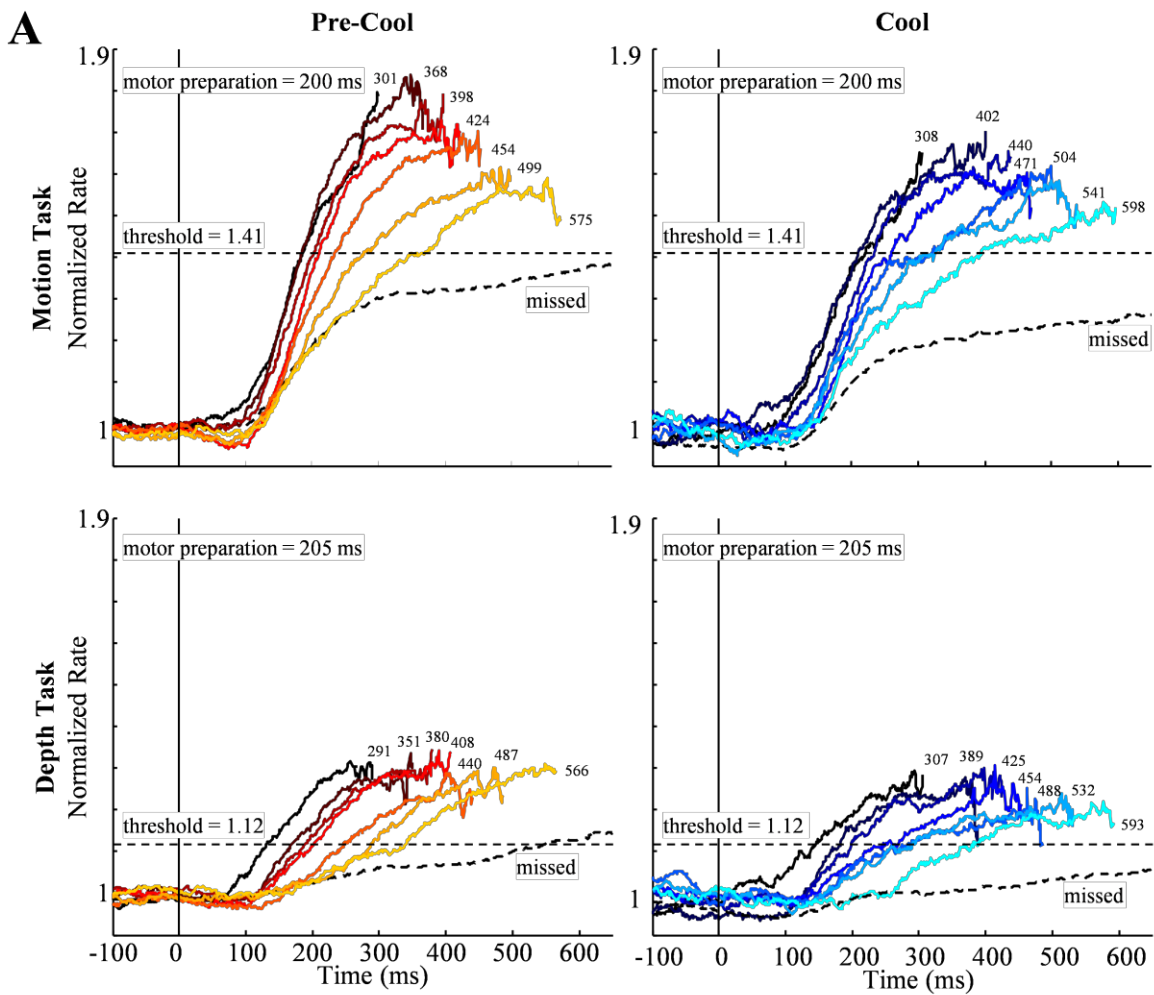 A
Pre-Cool
Cool
Motion Task
Normalized Rate
1.9
1
motor preparation = 200 ms
threshold = 1.41
301
368
398
424
454
499
575
missed
1.9
1
motor preparation = 200 ms
threshold = 1.41
308
402
440
471
504
541
598
missed
Depth Task
Normalized Rate
1.9
1
motor preparation = 205 ms
threshold = 1.12
291
351
380
408
440
487
566
missed
-100 0 100 200 300 400 500 600
Time (ms)
1.9
1
motor preparation = 205 ms
threshold = 1.12
307
389
425
454
488
532
593
missed
-100 0 100 200 300 400 500 600
Time (ms)